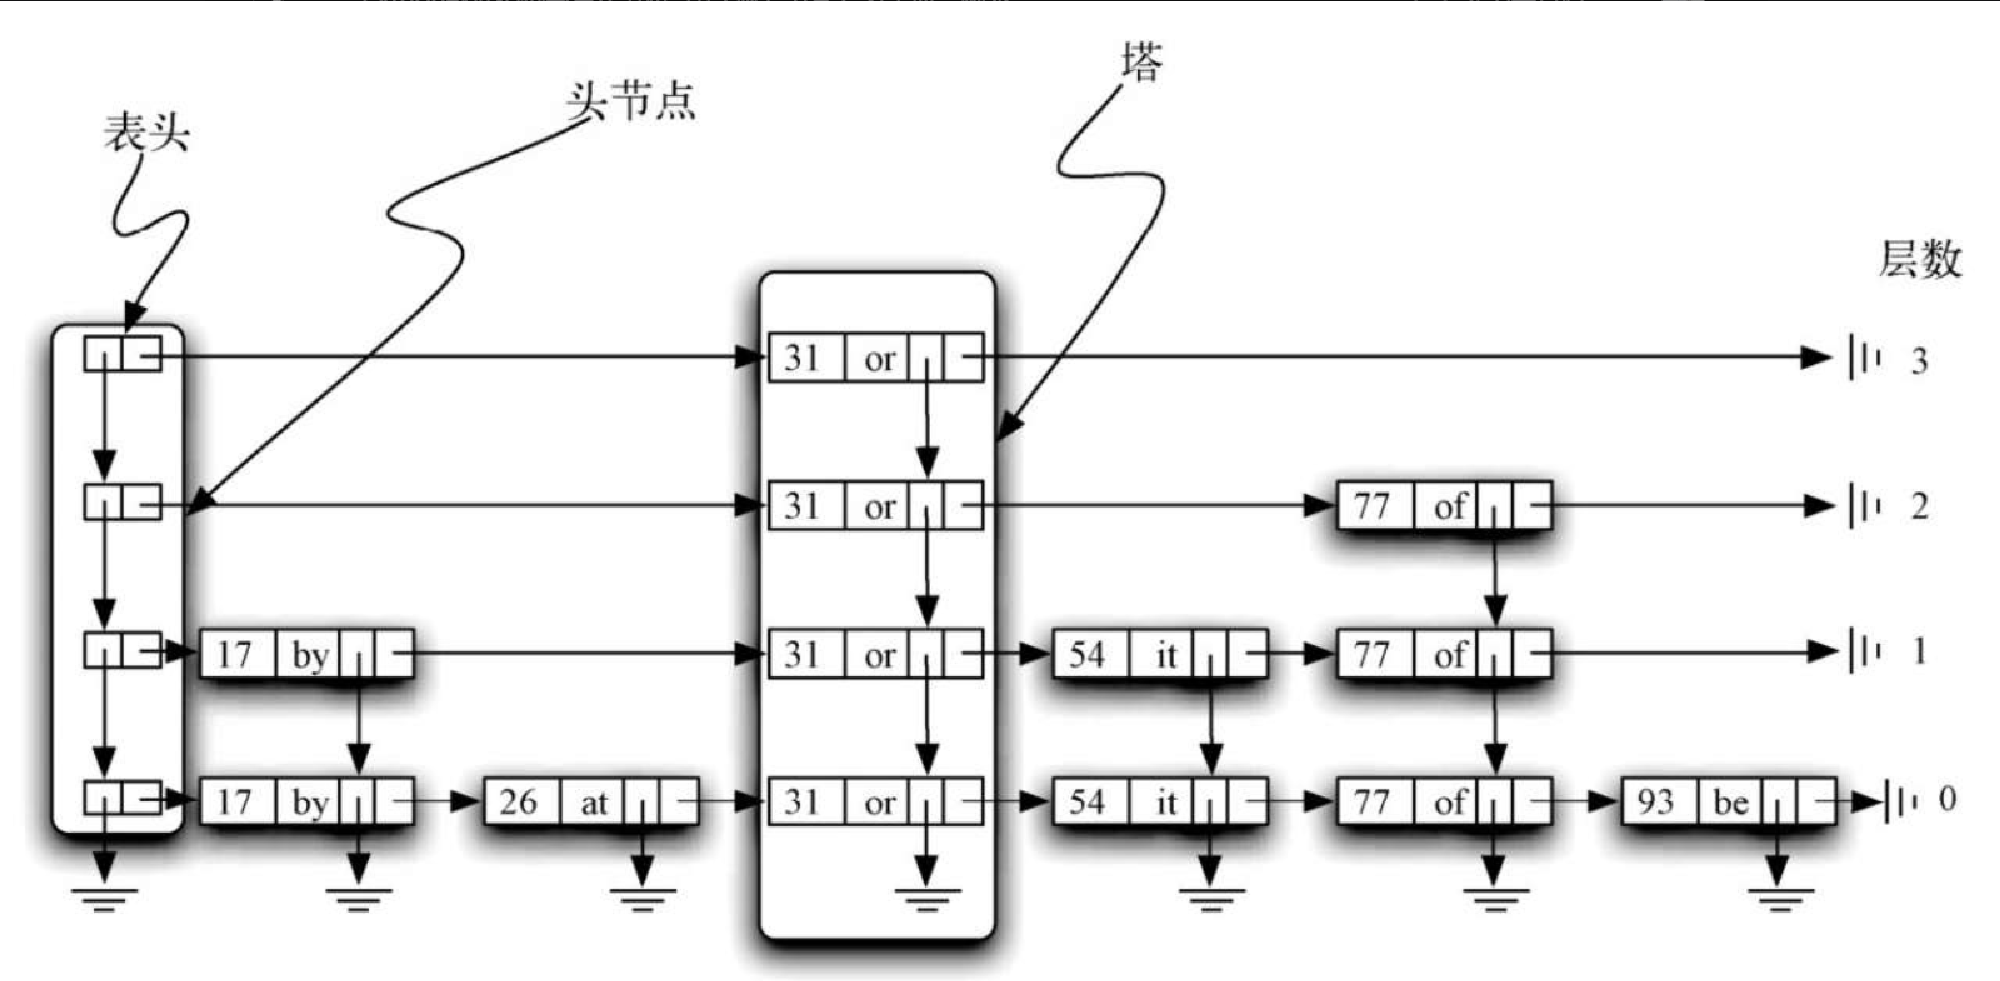 塔
头节点
表头
层数
31 or 3
31 or 77 of 2
17 by 31 or 54 it 77 of 1
17 by 26 at 31 or 54 it 77 of 93 be 0